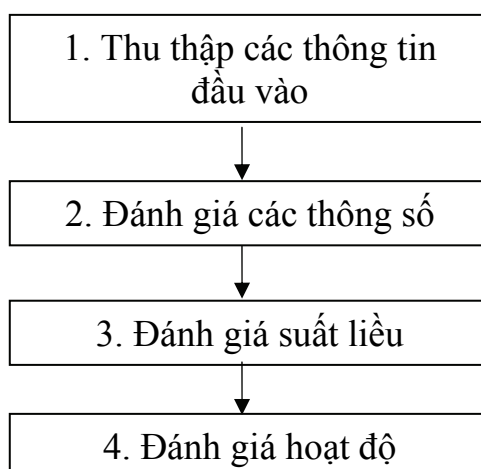 1. Thu thập các thông tin
đầu vào
2. Đánh giá các thông số
3. Đánh giá suất liều
4. Đánh giá hoạt độ